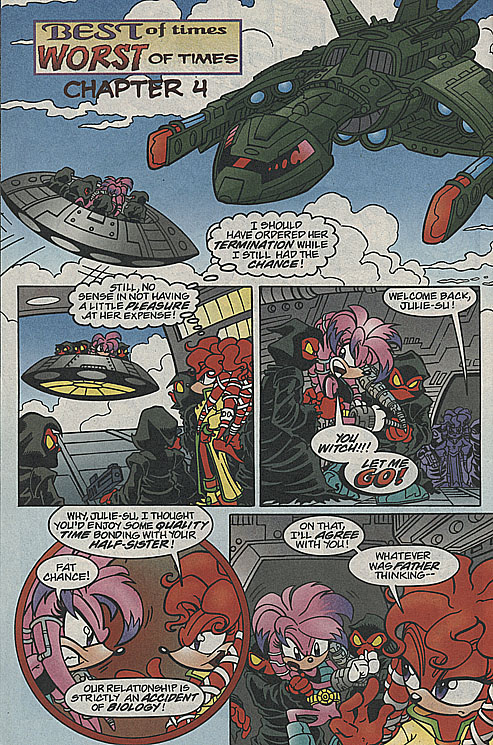 BEST of times
WORST OF TIMES
CHAPTER 4
I SHOULD
HAVE ORDERED HER
TERMINATION WHILE
I STILL HAD THE
CHANCE!
STILL, NO
SENSE IN NOT HAVING
A LITTLE PLEASURE
AT HER EXPENSE!
WELCOME BACK,
JULIE-SU!
YOU
WITCH!!!
LET ME
GO!
WHY, JULIE-SU, I THOUGHT
YOU'D ENJOY SOME QUALITY
TIME BONDING WITH YOUR
HALF-SISTER!
FAT
CHANCE!
OUR RELATIONSHIP IS
STRICTLY AN ACCIDENT
OF BIOLOGY!
ON THAT,
I'LL AGREE
WITH YOU!
WHATEVER
WAS FATHER
THINKING--